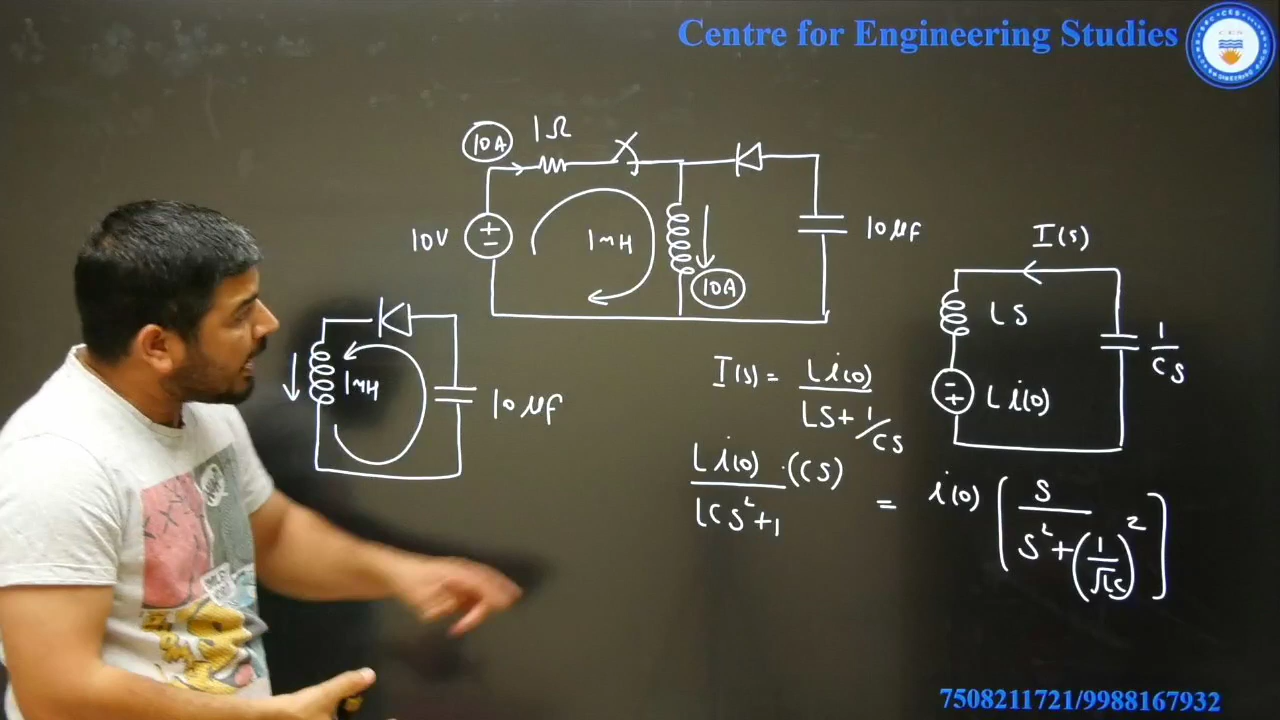 Centre for Engineering Studies
CES
10A
1Ω
10V
1mH
10A
10μF
I(s)
LS
1/CS
Li(0)
1mH
10μF
I(s) = Li(0) / LS + 1/CS
Li(0) / LCS² + 1 · (CS) = i(0) [ S / S² + (1/√LC)² ]
7508211721/9988167932